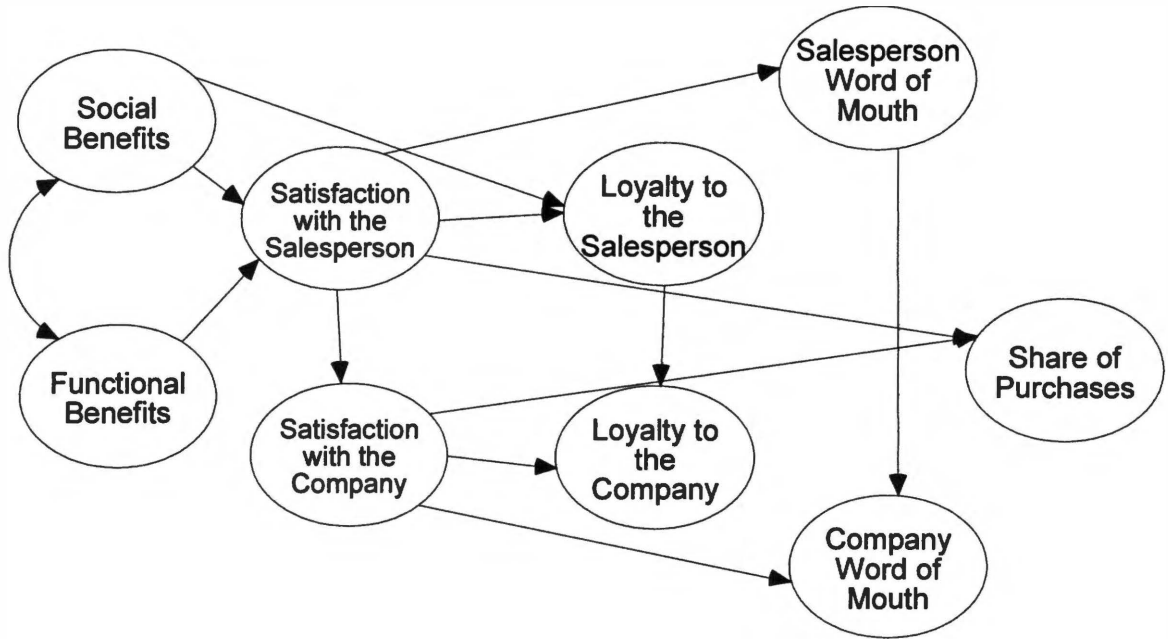 Social
Benefits
Functional
Benefits
Satisfaction
with the
Salesperson
Satisfaction
with the
Company
Loyalty to
the
Salesperson
Loyalty to
the
Company
Salesperson
Word of
Mouth
Share of
Purchases
Company
Word of
Mouth